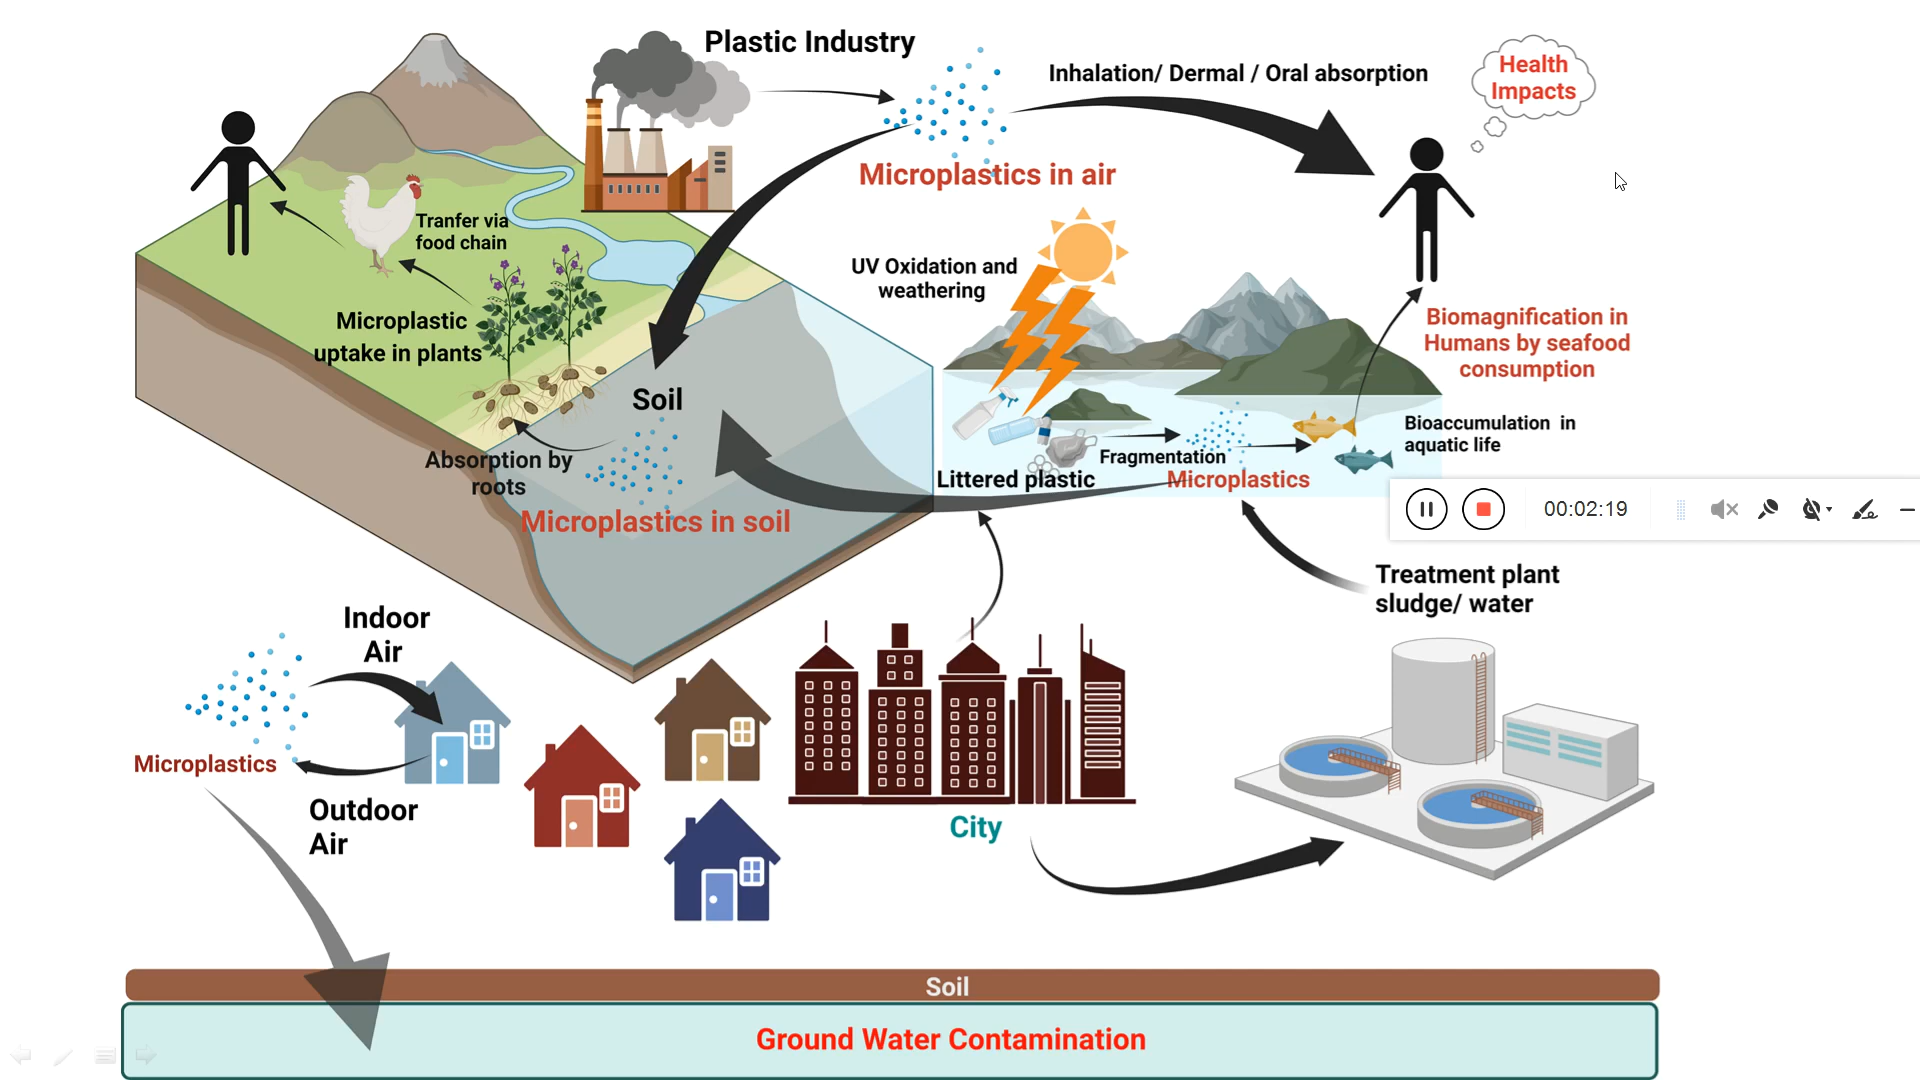 Plastic Industry
Inhalation/ Dermal / Oral absorption
Health
Impacts
Microplastics in air
Tranfer via
food chain
UV Oxidation and
weathering
Microplastic
uptake in plants
Biomagnification in
Humans by seafood
consumption
Soil
Bioaccumulation in
aquatic life
Absorption by
roots
Fragmentation
Littered plastic
Microplastics
Microplastics in soil
00:02:19
Treatment plant
sludge/ water
Indoor
Air
Microplastics
Outdoor
Air
City
Soil
Ground Water Contamination